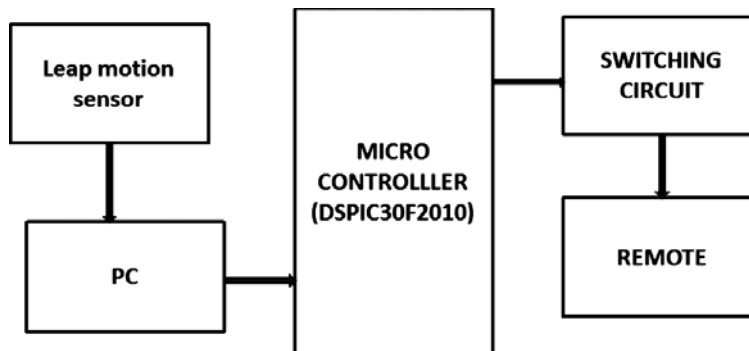 Leap motion
sensor
PC
MICRO
CONTROLLLER
(DSPIC30F2010)
SWITCHING
CIRCUIT
REMOTE